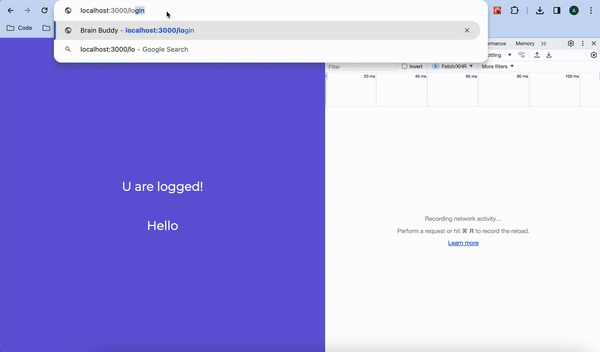 localhost:3000/login
A
Code
Brain Buddy - localhost:3000/login
localhost:3000/lo - Google Search
mance
Memory
ttling
Filter
Invert
Fetch/XHR
More filters
20 ms
40 ms
60 ms
80 ms
100 ms
U are logged!
Hello
Recording network activity…
Perform a request or hit ⌘ R to record the reload.
Learn more